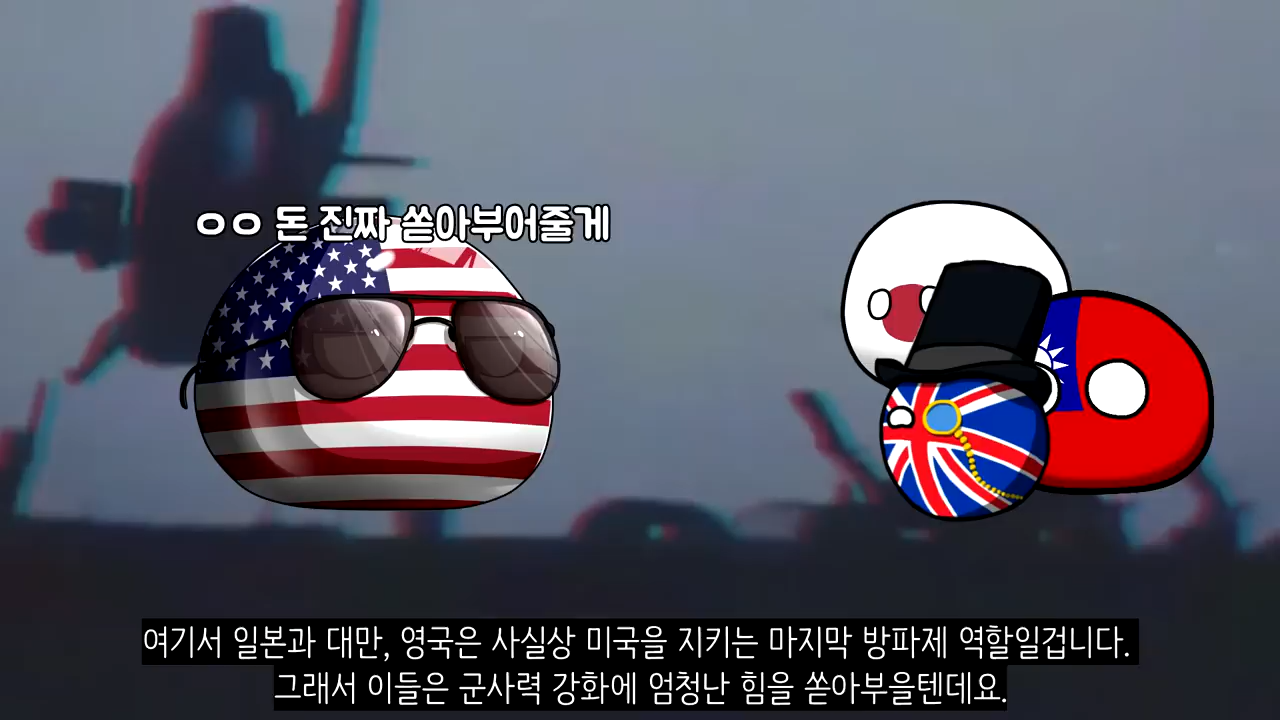 ㅇㅇ 돈 진짜 쏟아부어줄게
여기서 일본과 대만, 영국은 사실상 미국을 지키는 마지막 방파제 역할일겁니다.
그래서 이들은 군사력 강화에 엄청난 힘을 쏟아부을텐데요.